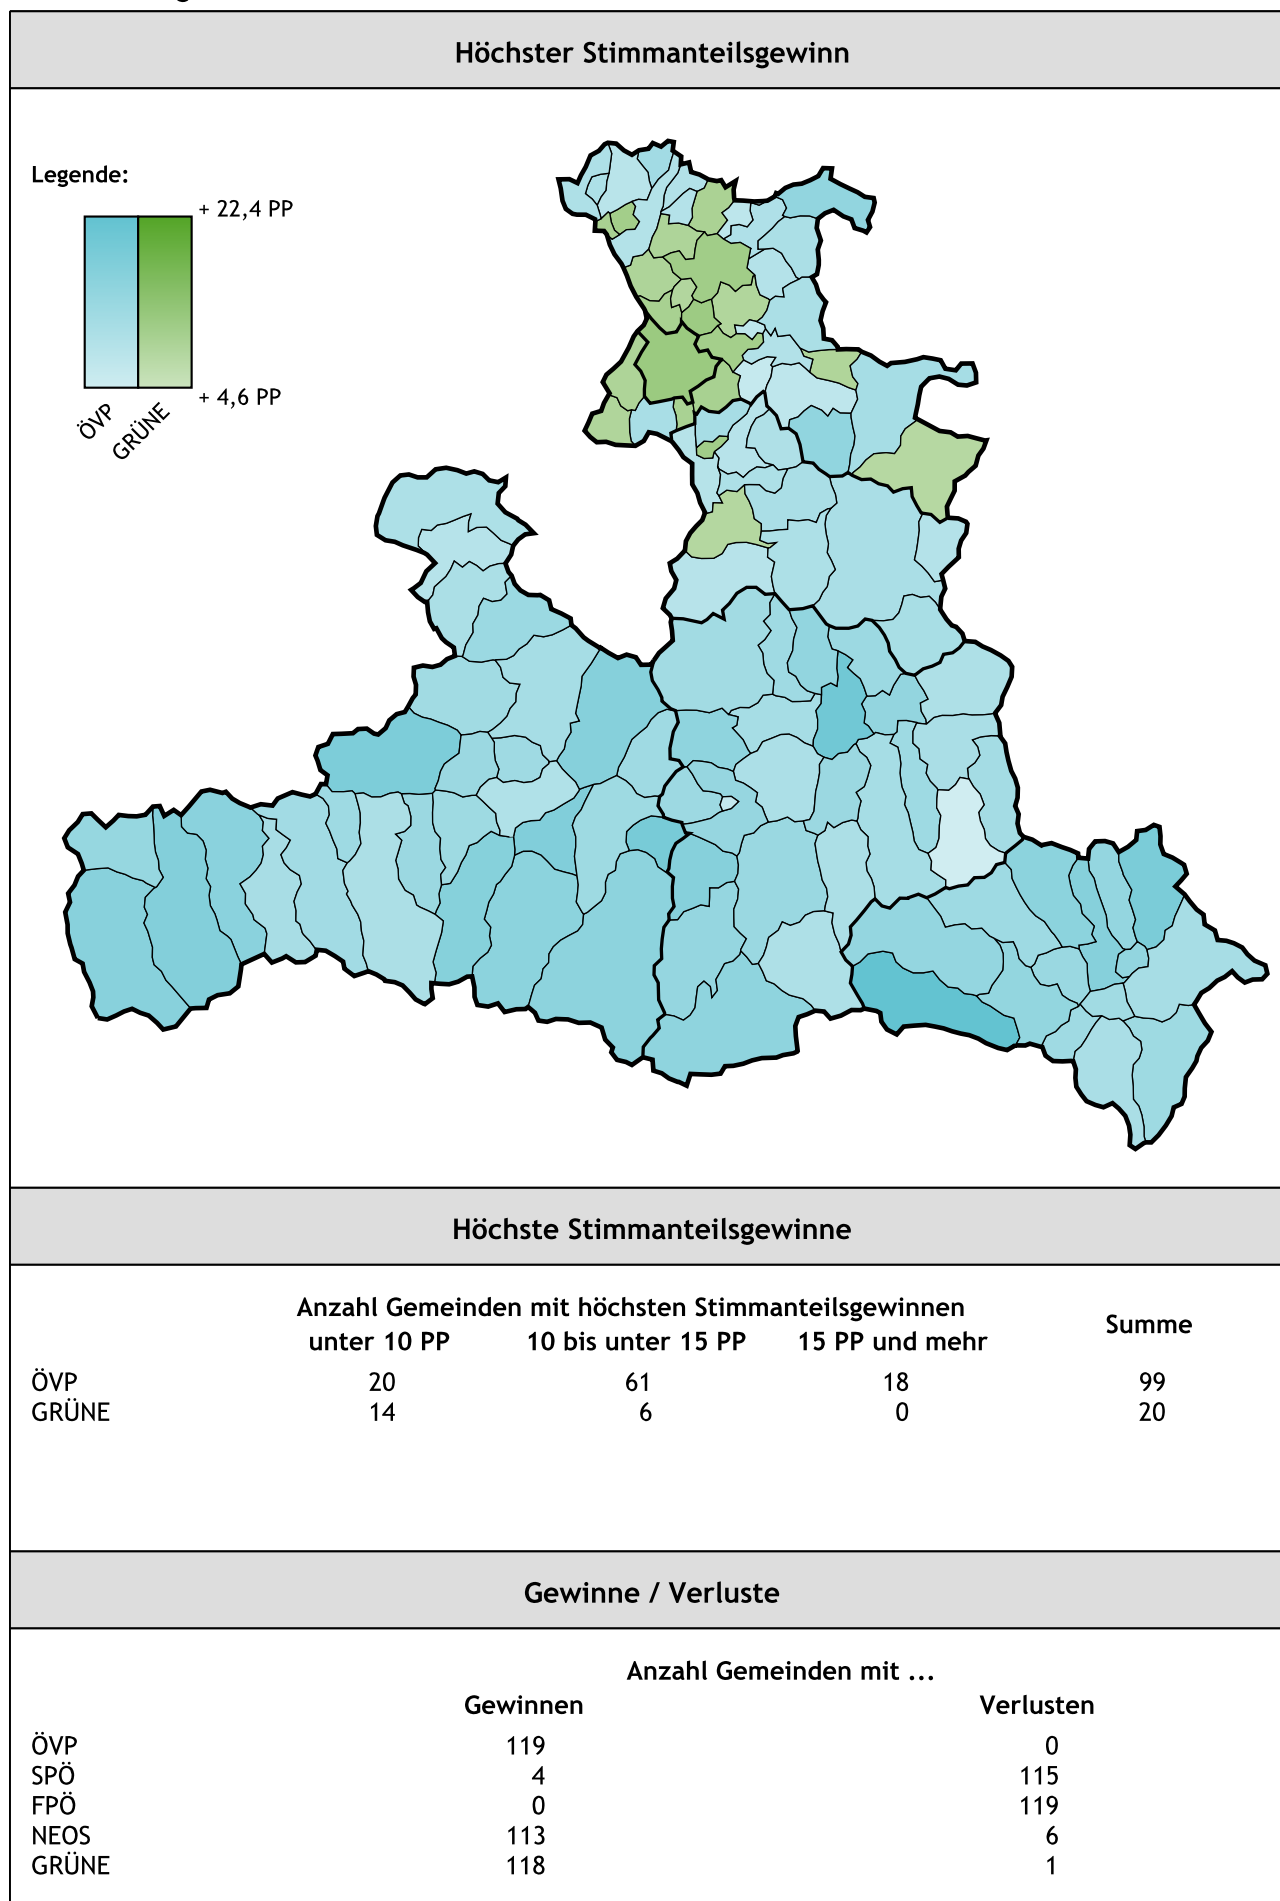 Höchster Stimmanteilsgewinn
Legende:
+ 22,4 PP
+ 4,6 PP
ÖVP
GRÜNE
Höchste Stimmanteilsgewinne
Anzahl Gemeinden mit höchsten Stimmanteilsgewinnen
unter 10 PP 10 bis unter 15 PP 15 PP und mehr Summe
ÖVP 20 61 18 99
GRÜNE 14 6 0 20
Gewinne / Verluste
Anzahl Gemeinden mit ...
Gewinnen Verlusten
ÖVP 119 0
SPÖ 4 115
FPÖ 0 119
NEOS 113 6
GRÜNE 118 1